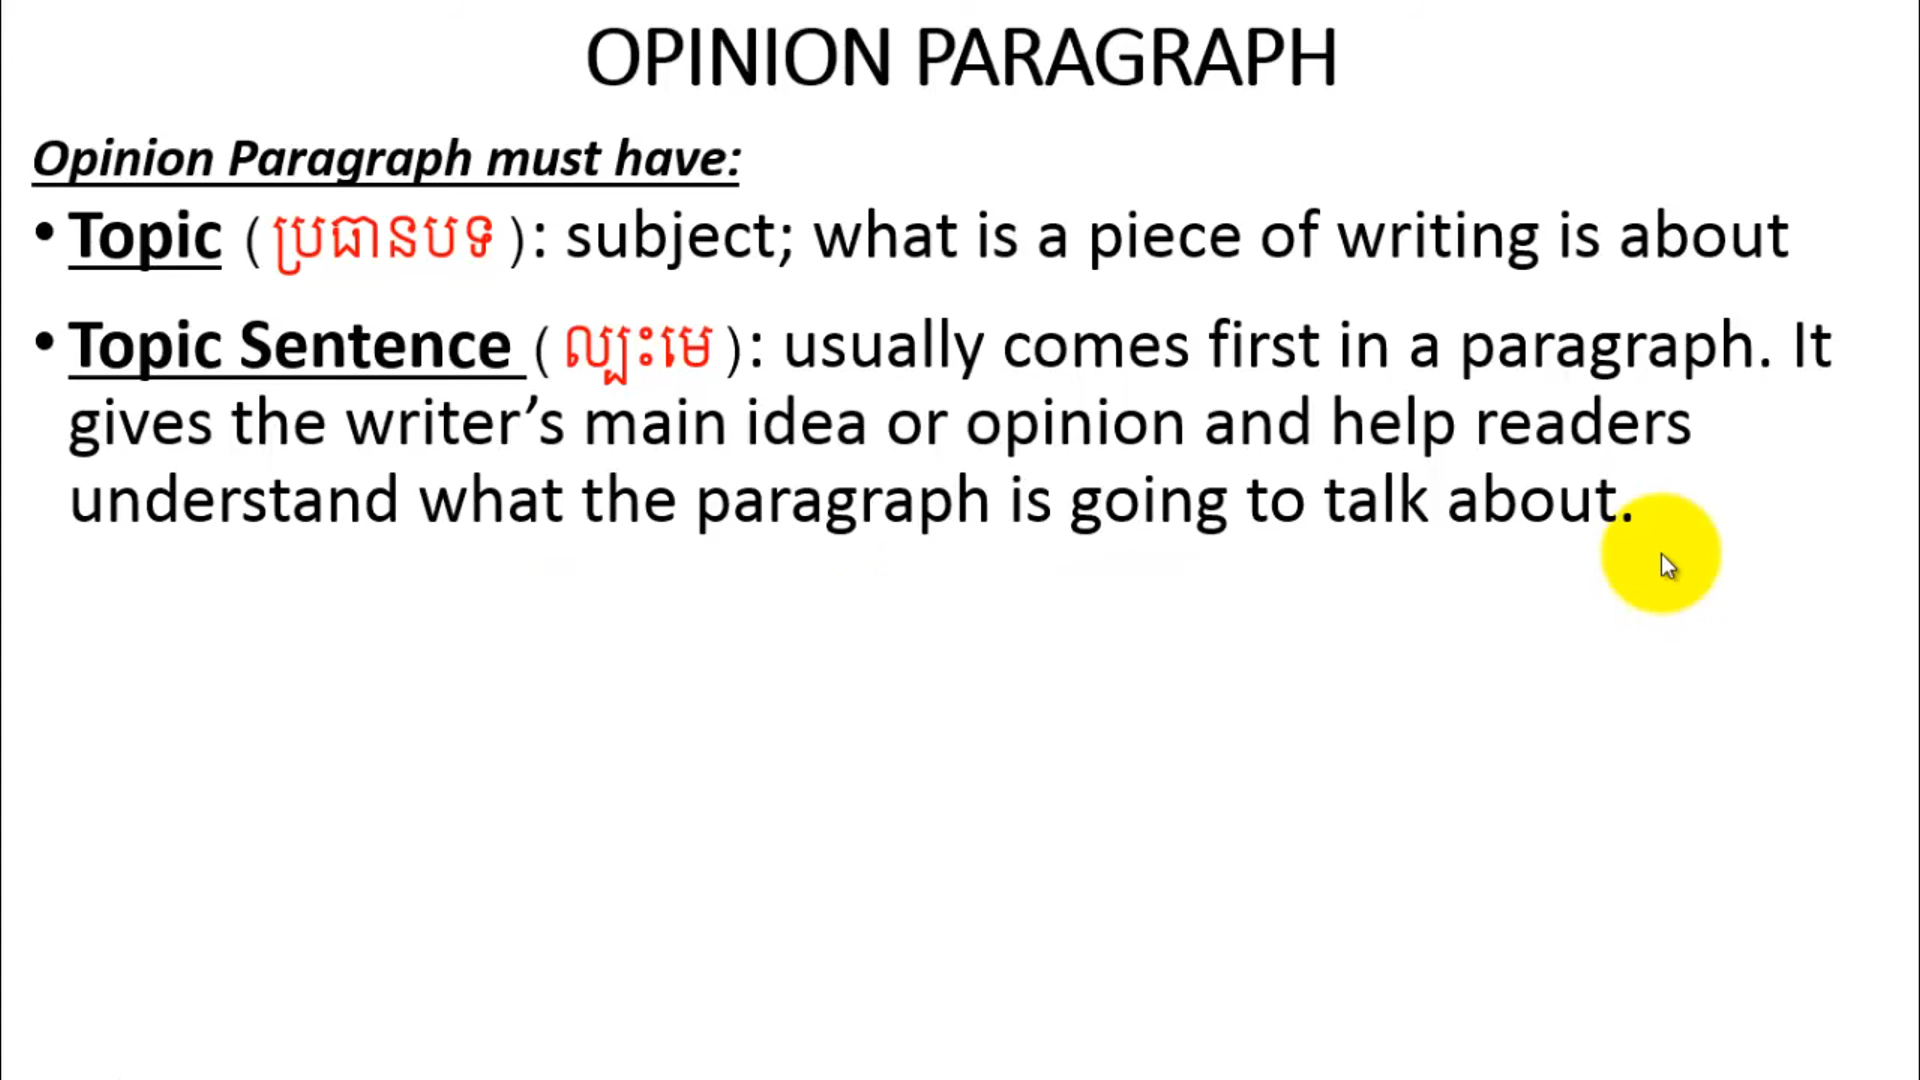 OPINION PARAGRAPH
Opinion Paragraph must have:
• Topic (ប្រធានបទ): subject; what is a piece of writing is about
• Topic Sentence (ល្បះមេ): usually comes first in a paragraph. It
gives the writer’s main idea or opinion and help readers
understand what the paragraph is going to talk about.